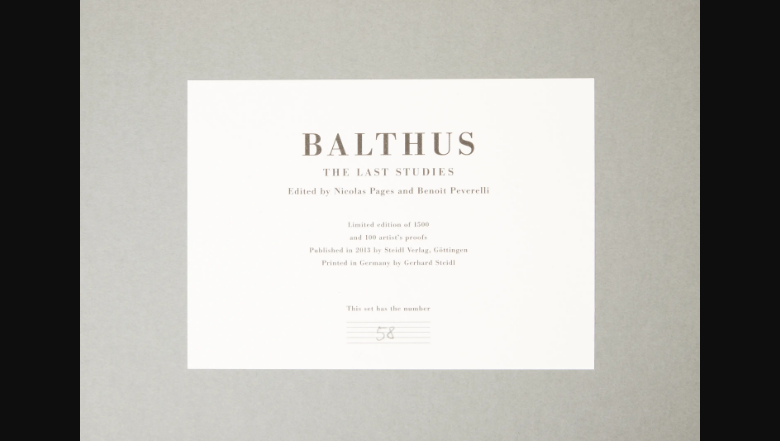 BALTHUS
THE LAST STUDIES
Edited by Nicolas Pages and Benoit Peverelli
Limited edition of 1500
and 100 artist's proofs
Published in 2013 by Steidl Verlag, Göttingen
Printed in Germany by Gerhard Steidl
This set has the number
58